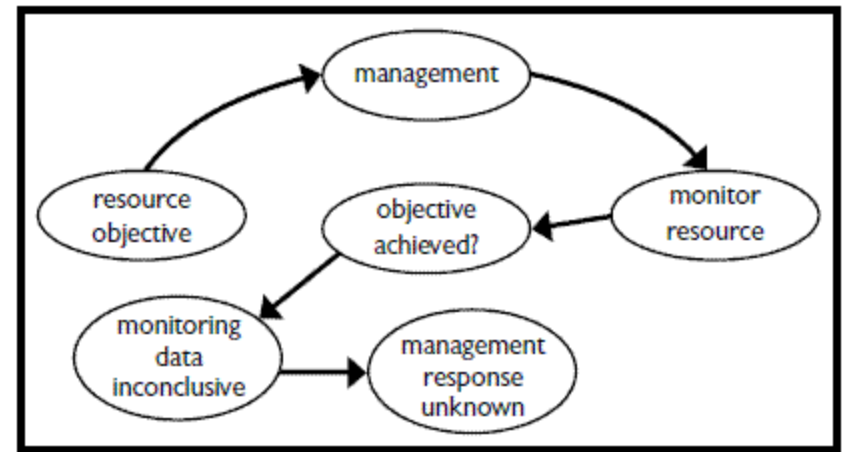 management
resource
objective
objective
achieved?
monitor
resource
monitoring
data
inconclusive
management
response
unknown